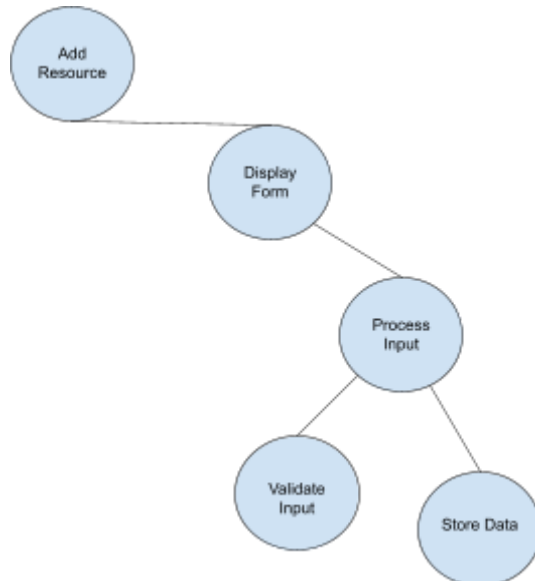 Add
Resource
Display
Form
Process
Input
Validate
Input
Store Data